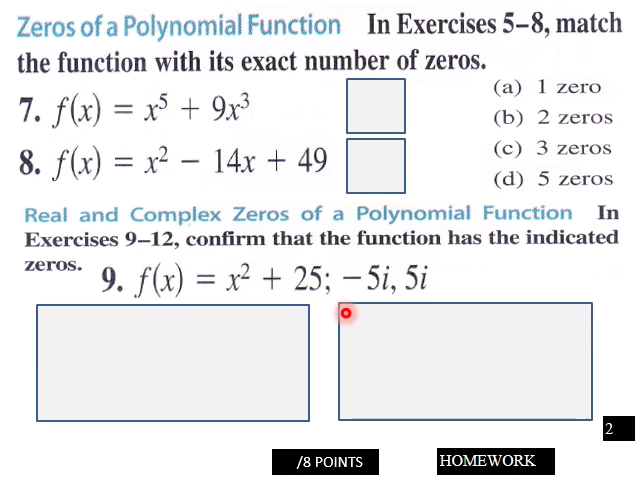 Zeros of a Polynomial Function In Exercises 5–8, match
the function with its exact number of zeros.
7. f(x) = x⁵ + 9x³
8. f(x) = x² − 14x + 49
(a) 1 zero
(b) 2 zeros
(c) 3 zeros
(d) 5 zeros
Real and Complex Zeros of a Polynomial Function In
Exercises 9–12, confirm that the function has the indicated
zeros.
9. f(x) = x² + 25; −5i, 5i
2
/8 POINTS
HOMEWORK